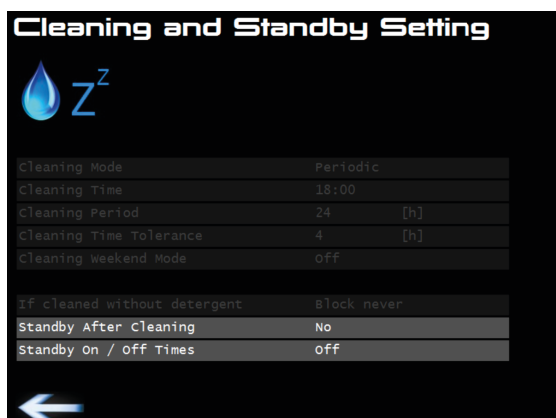 Cleaning and Standby Setting
Z Z
Cleaning Mode Periodic
Cleaning Time 18:00
Cleaning Period 24 [h]
Cleaning Time Tolerance 4 [h]
Cleaning Weekend Mode Off
If cleaned without detergent Block never
Standby After Cleaning No
Standby On / Off Times Off